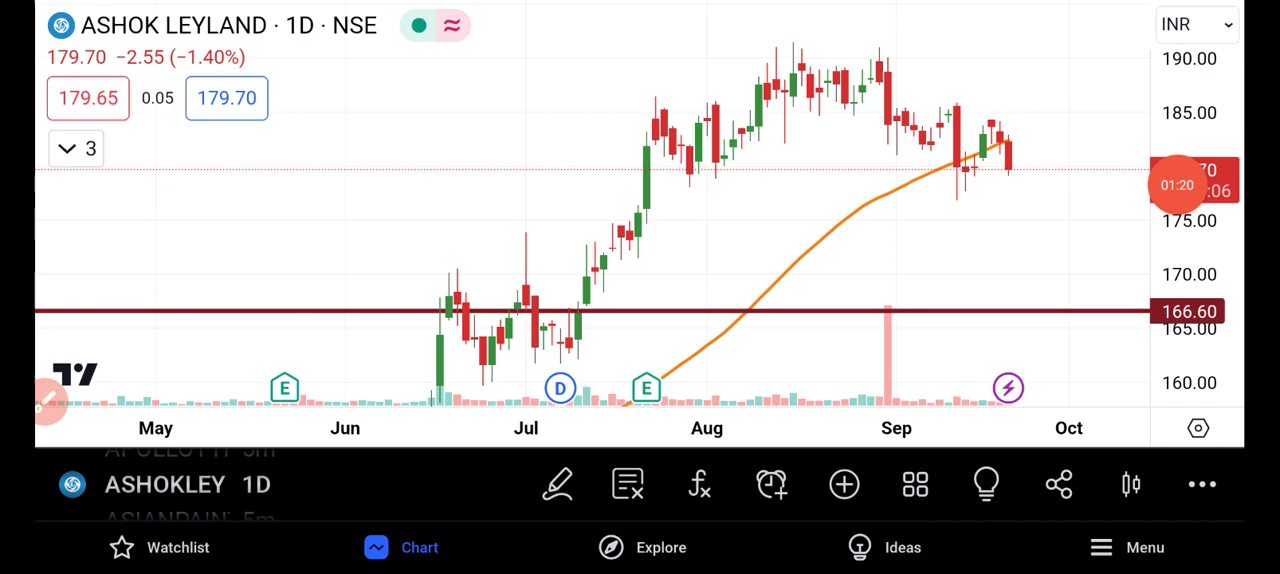 ASHOK LEYLAND · 1D · NSE
INR
179.70 −2.55 (−1.40%)
179.65 0.05 179.70
3
190.00
185.00
70
01:20 :06
175.00
170.00
166.60
165.00
160.00
E D E
May Jun Jul Aug Sep Oct
ASHOKLEY 1D
Watchlist Chart Explore Ideas Menu